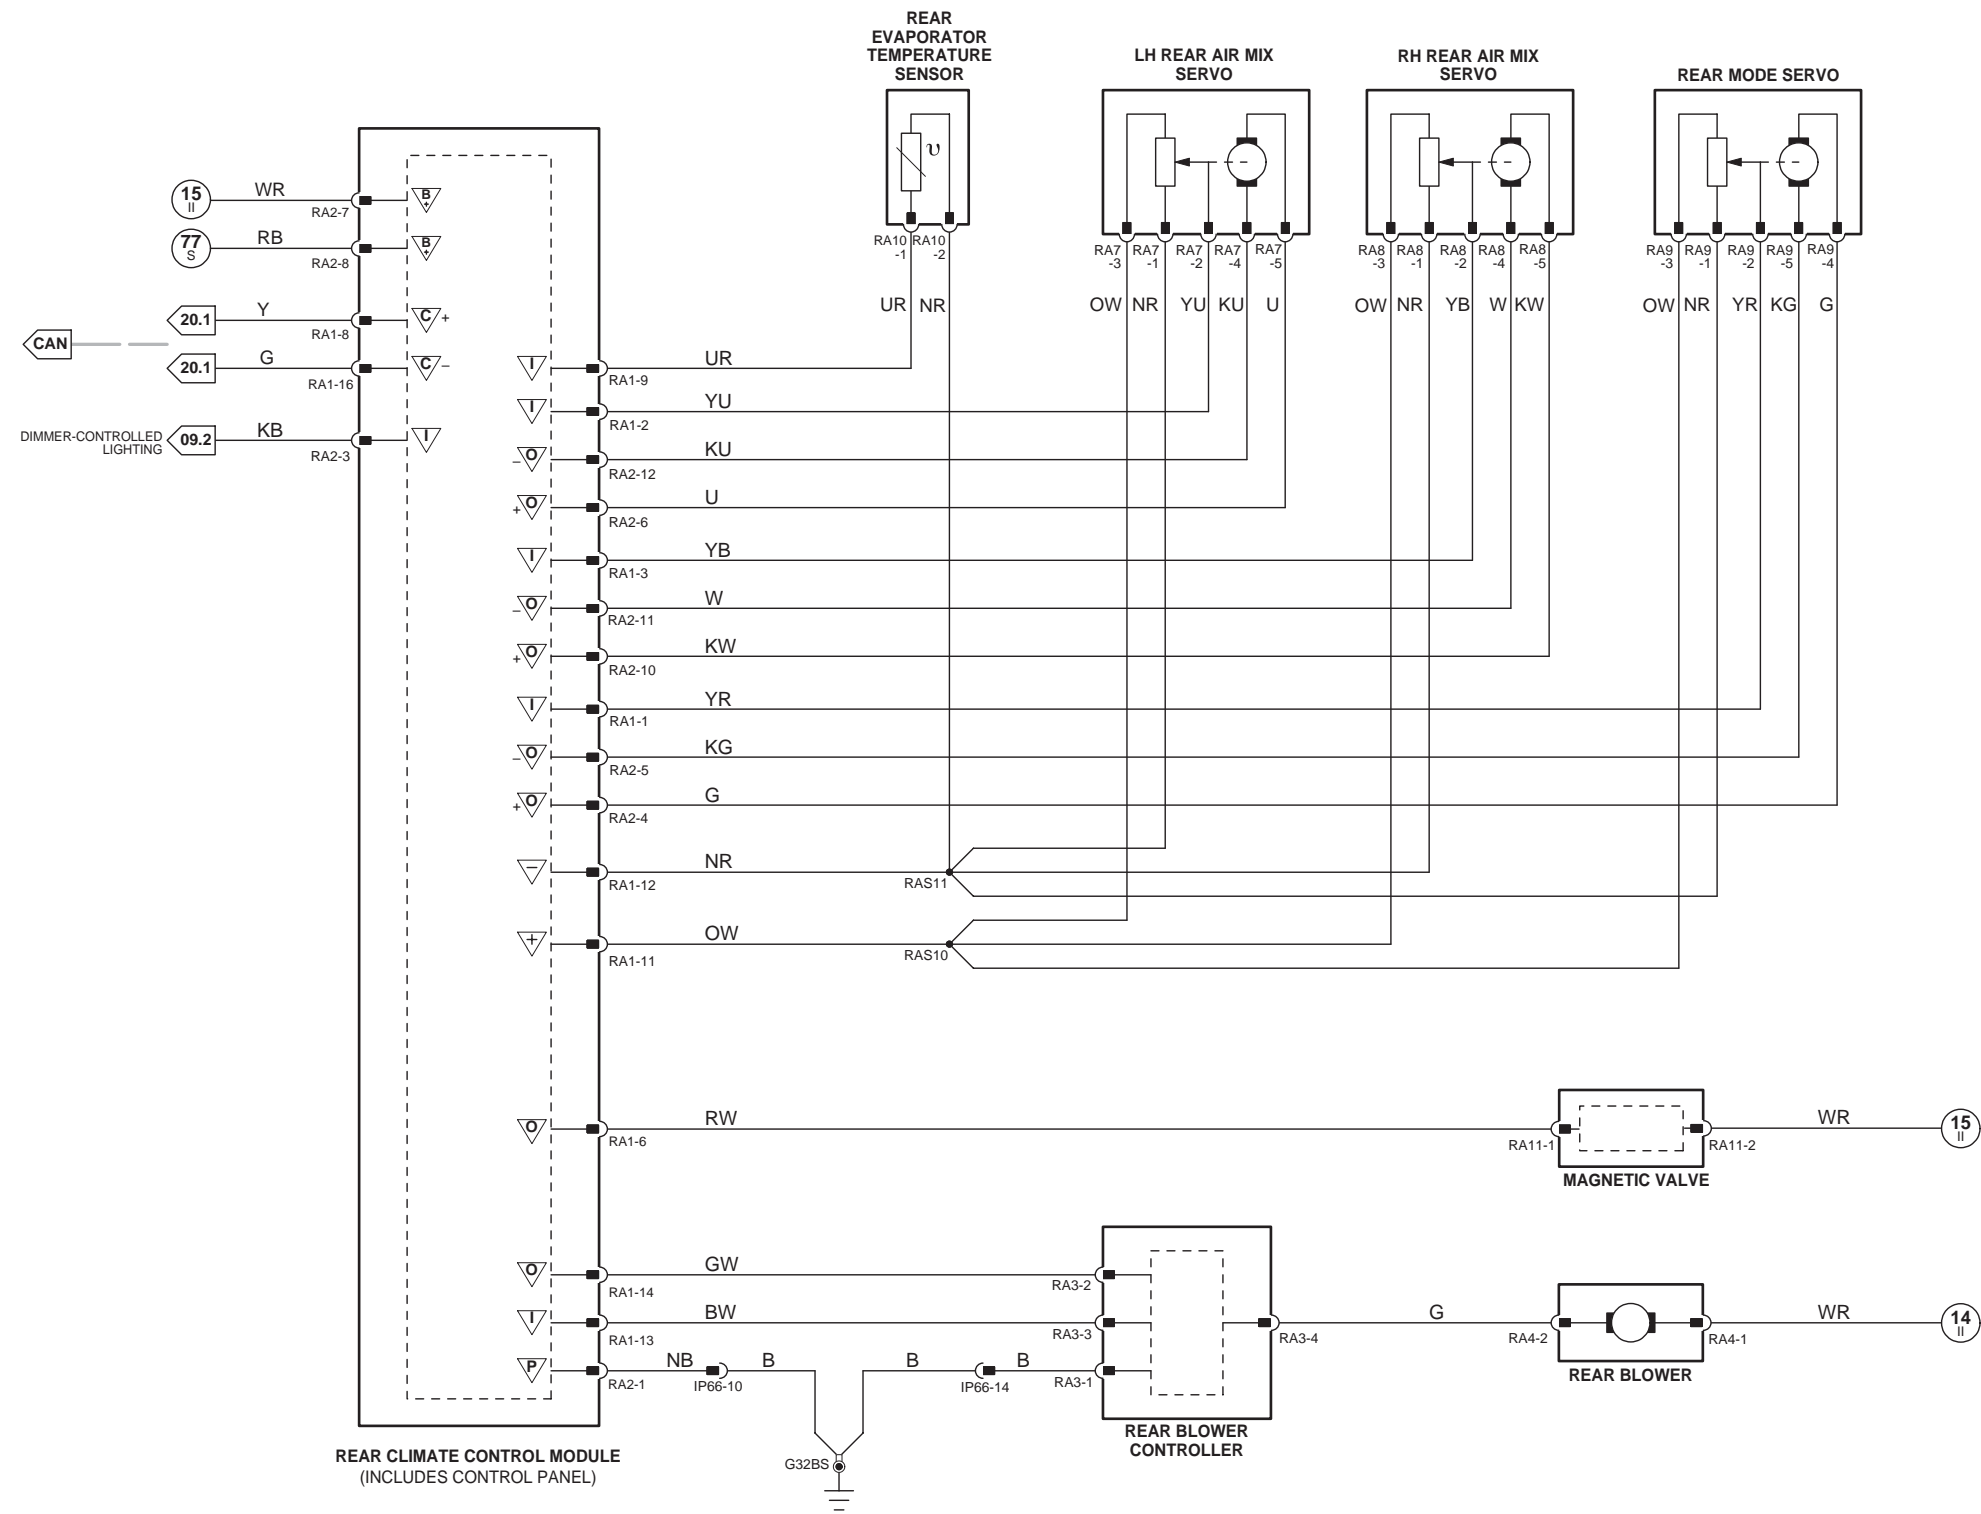 REAR
EVAPORATOR
TEMPERATURE
SENSOR
LH REAR AIR MIX
SERVO
RH REAR AIR MIX
SERVO
REAR MODE SERVO
υ
RA10
-1
RA10
-2
RA7
-3
RA7
-1
RA7
-2
RA7
-4
RA7
-5
RA8
-3
RA8
-1
RA8
-2
RA8
-4
RA8
-5
RA9
-3
RA9
-1
RA9
-2
RA9
-5
RA9
-4
UR NR
OW NR YU KU U
OW NR YB W KW
OW NR YR KG G
15
II
WR
RA2-7
B
+
77
S
RB
RA2-8
B
+
20.1
Y
RA1-8
C +
CAN
20.1
G
RA1-16
C –
DIMMER-CONTROLLED
LIGHTING
09.2
KB
RA2-3
I
I
RA1-9
UR
I
RA1-2
YU
– O
RA2-12
KU
+ O
RA2-6
U
I
RA1-3
YB
– O
RA2-11
W
+ O
RA2-10
KW
I
RA1-1
YR
– O
RA2-5
KG
+ O
RA2-4
G
–
RA1-12
NR
RAS11
+
RA1-11
OW
RAS10
O
RA1-6
RW
RA11-1
RA11-2
WR
15
II
MAGNETIC VALVE
O
RA1-14
GW
RA3-2
I
RA1-13
BW
RA3-3
RA3-4
G
RA4-2
RA4-1
WR
14
II
REAR BLOWER
P
RA2-1
NB
IP66-10
B
B
IP66-14
B
RA3-1
REAR BLOWER
CONTROLLER
G32BS
REAR CLIMATE CONTROL MODULE
(INCLUDES CONTROL PANEL)